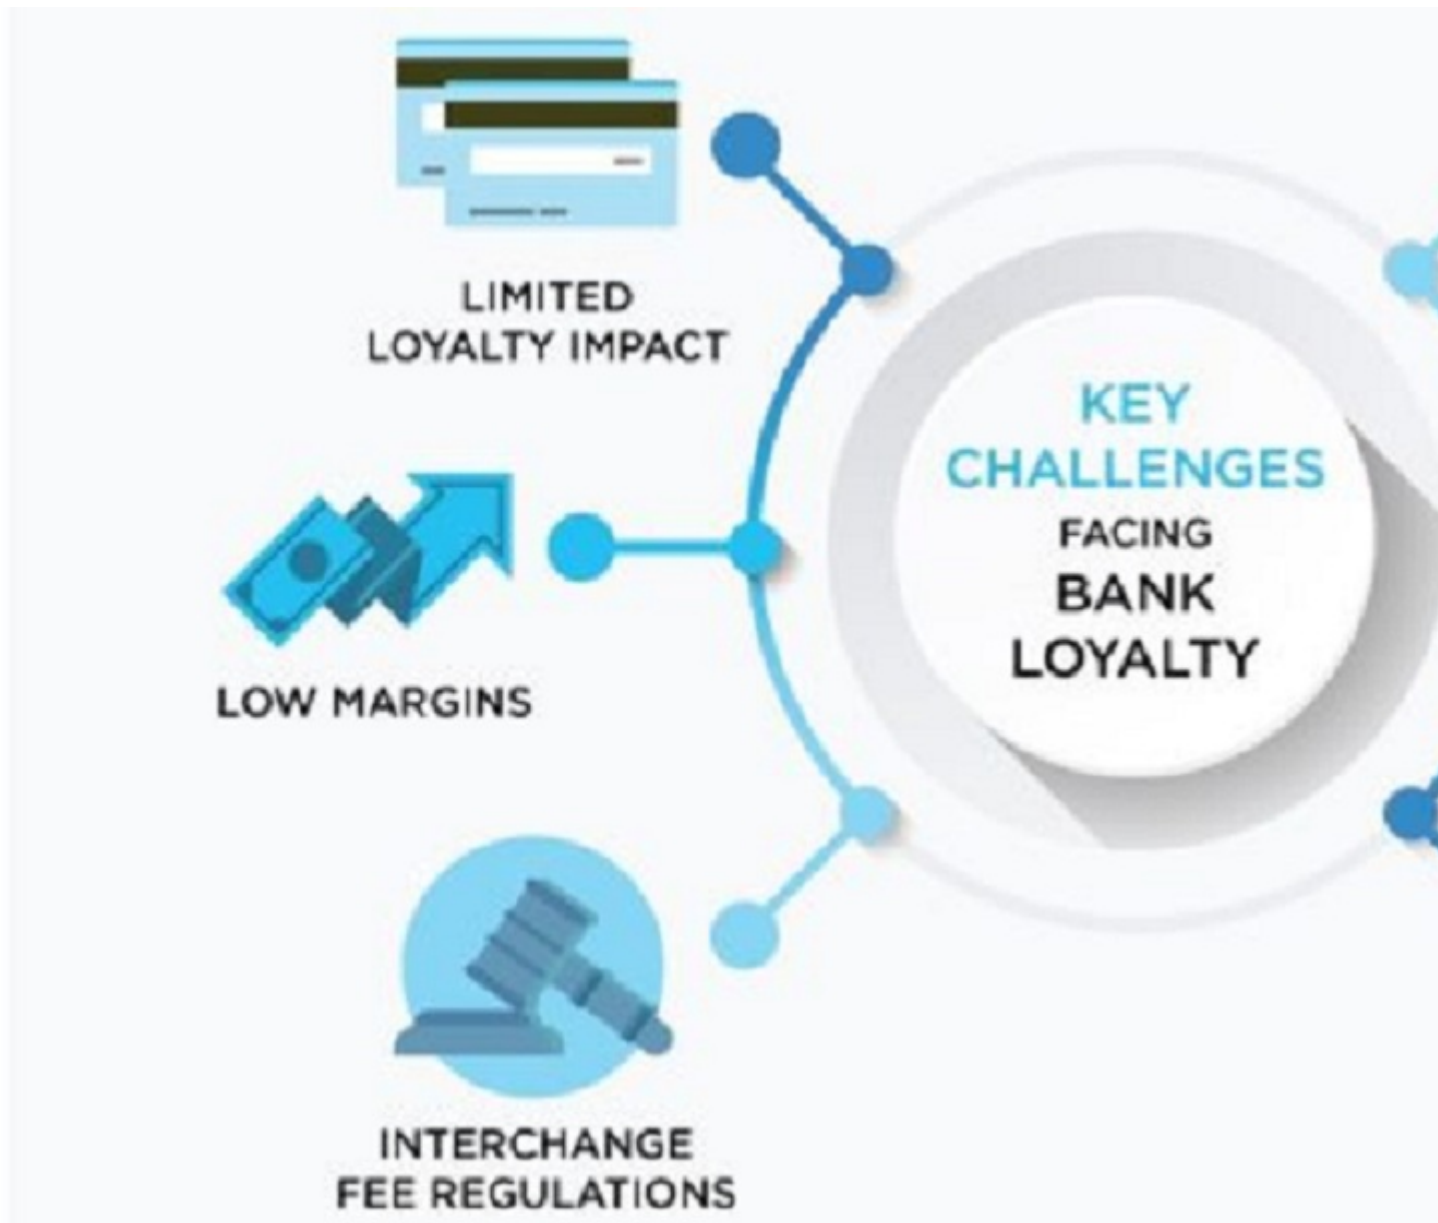 LIMITED
LOYALTY IMPACT
KEY
CHALLENGES
FACING
BANK
LOYALTY
LOW MARGINS
INTERCHANGE
FEE REGULATIONS